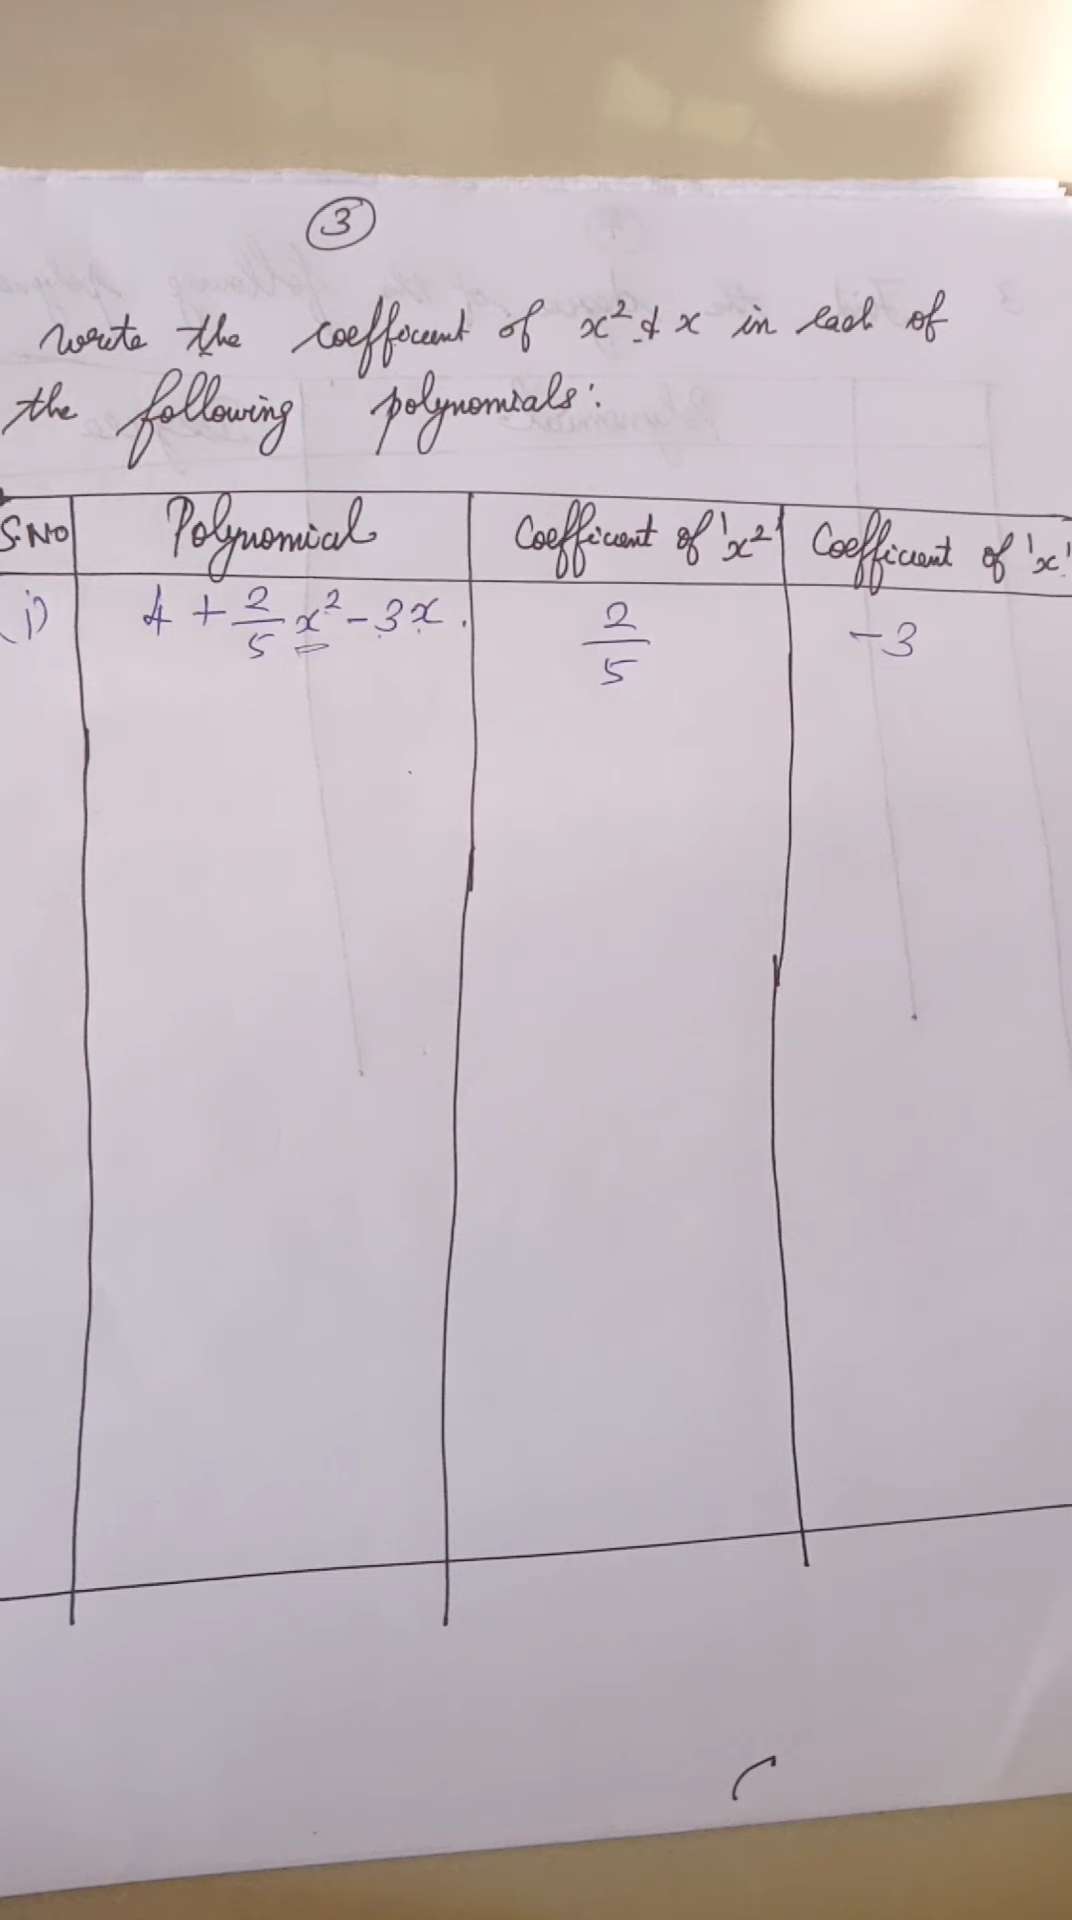 3
write the coefficient of x² & x in each of
the following polynomials:
S.No Polynomial Coefficient of 'x²' Coefficient of 'x'
(i) 4 + 2/5 x² - 3x. 2/5 -3